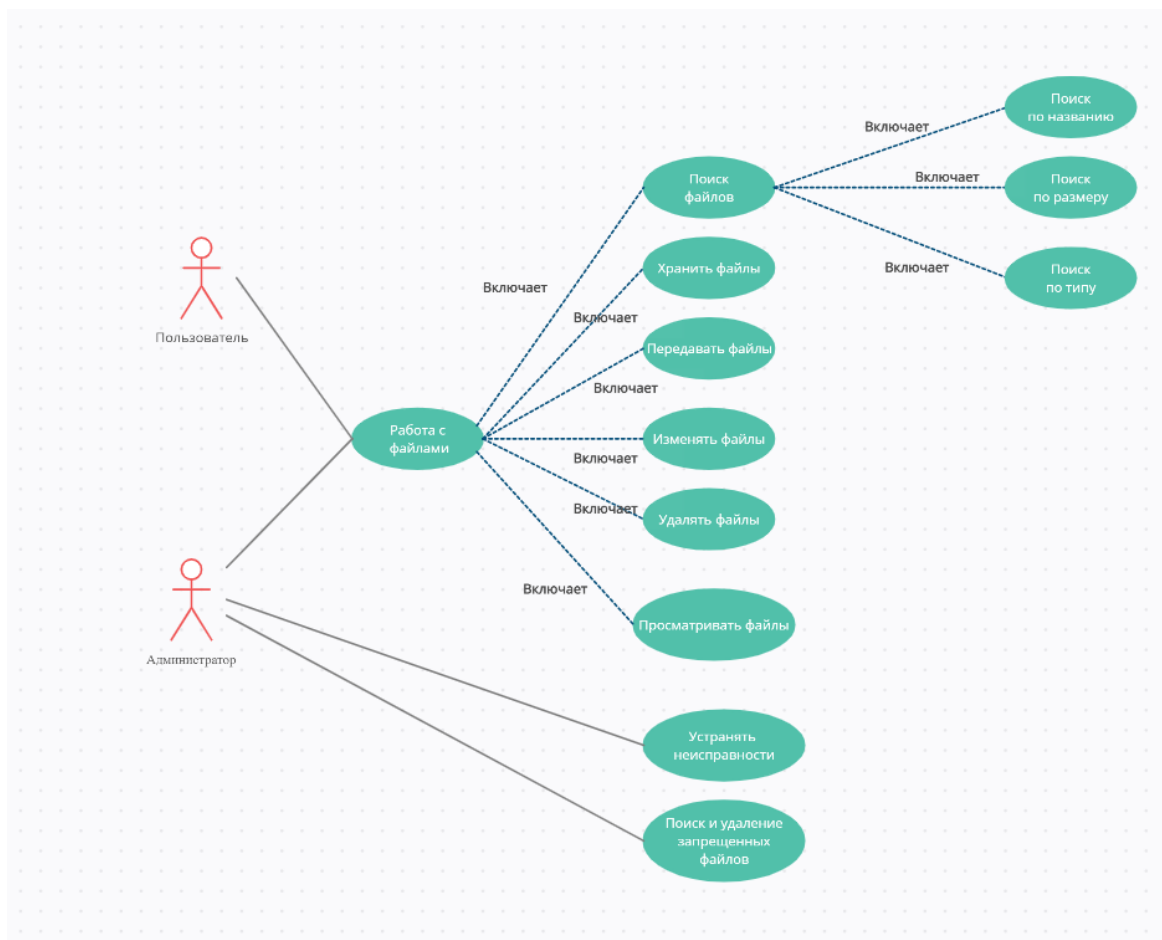 Поиск
по названию
Включает
Поиск
файлов
Включает
Поиск
по размеру
Включает
Поиск
по типу
Хранить файлы
Включает
Включает
Пользователь
Передавать файлы
Включает
Работа с
файлами
Изменять файлы
Включает
Включает
Удалять файлы
Включает
Просматривать файлы
Администратор
Устранять
неисправности
Поиск и удаление
запрещенных
файлов